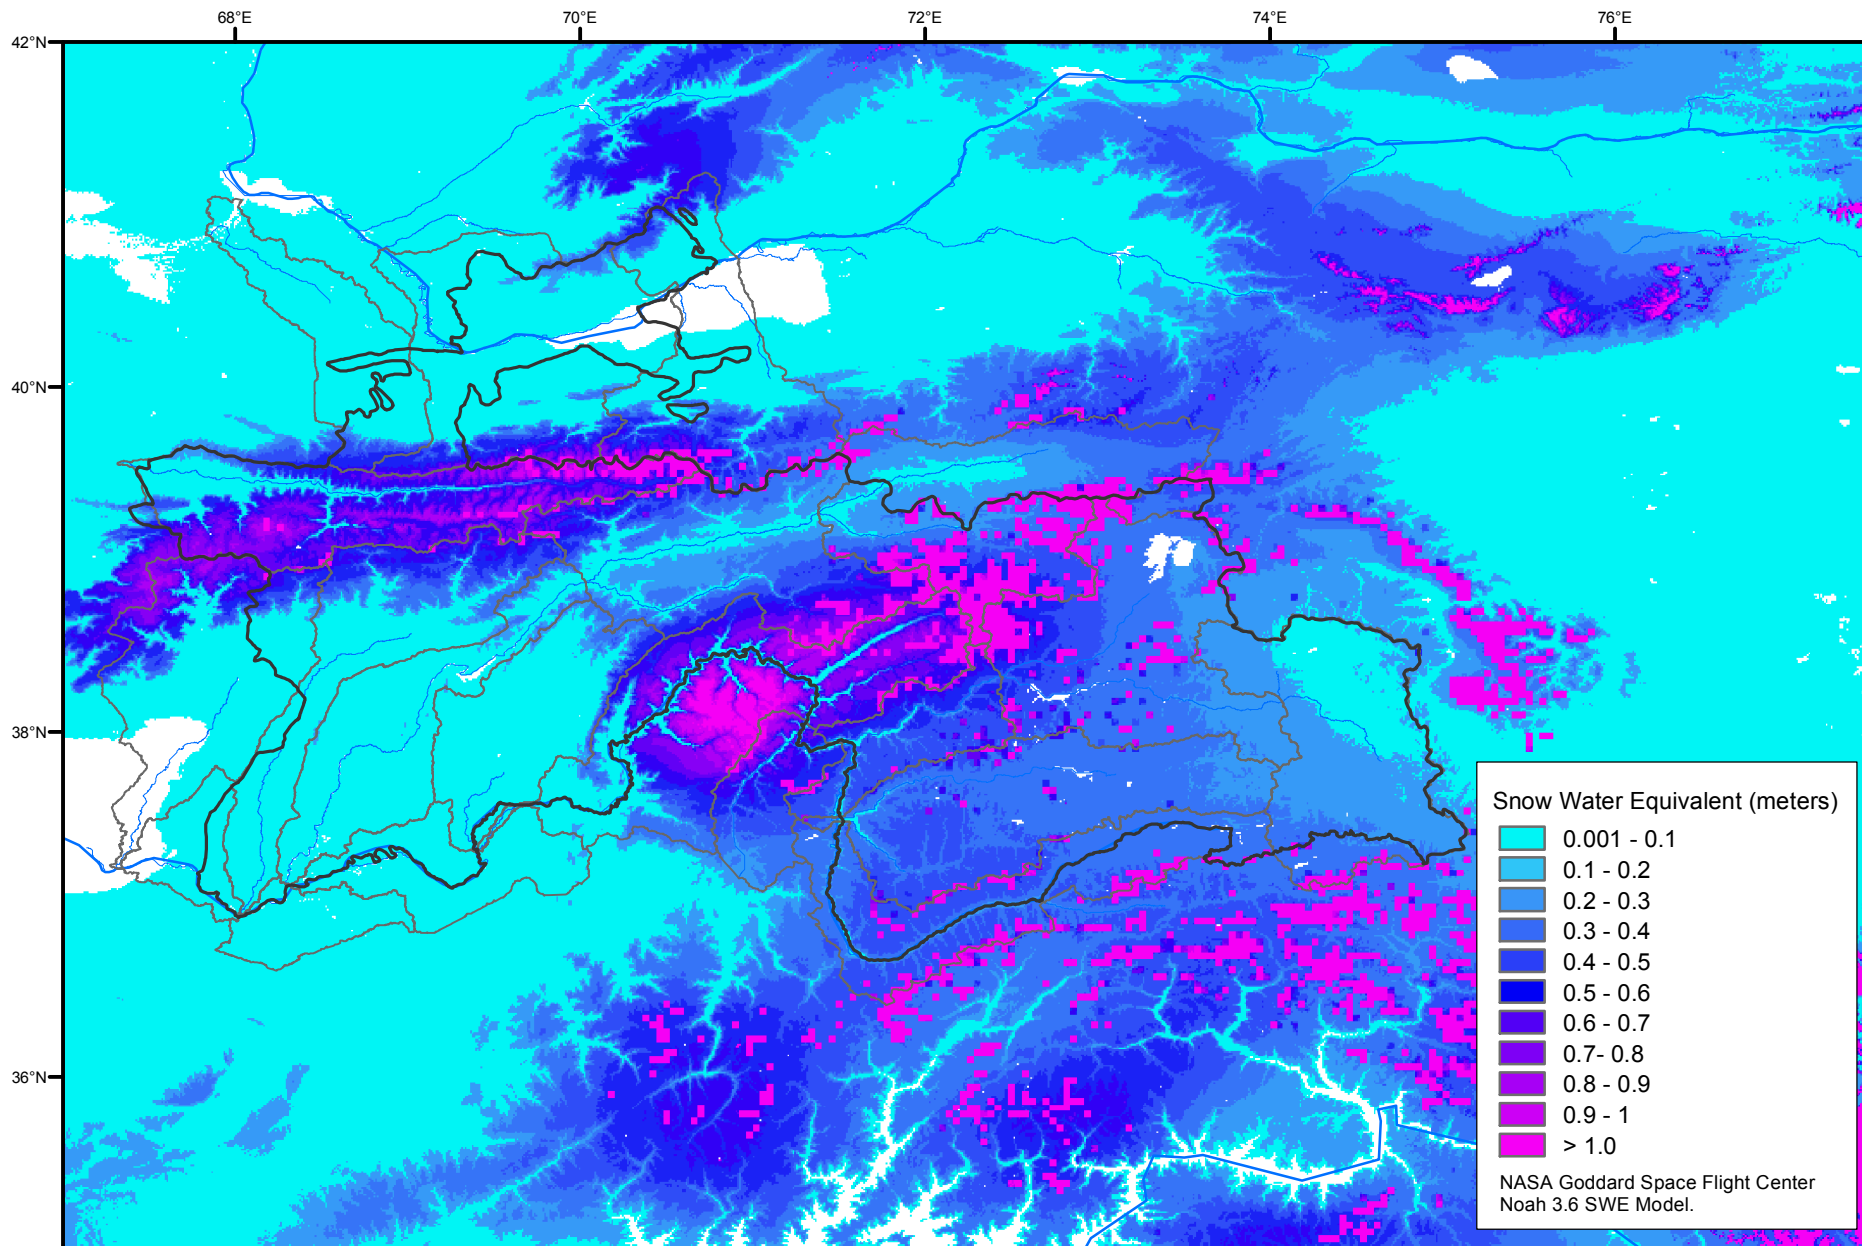 68°E 70°E 72°E 74°E 76°E
42°N
40°N
38°N
36°N
Snow Water Equivalent (meters)
0.001 - 0.1
0.1 - 0.2
0.2 - 0.3
0.3 - 0.4
0.4 - 0.5
0.5 - 0.6
0.6 - 0.7
0.7- 0.8
0.8 - 0.9
0.9 - 1
> 1.0
NASA Goddard Space Flight Center
Noah 3.6 SWE Model.